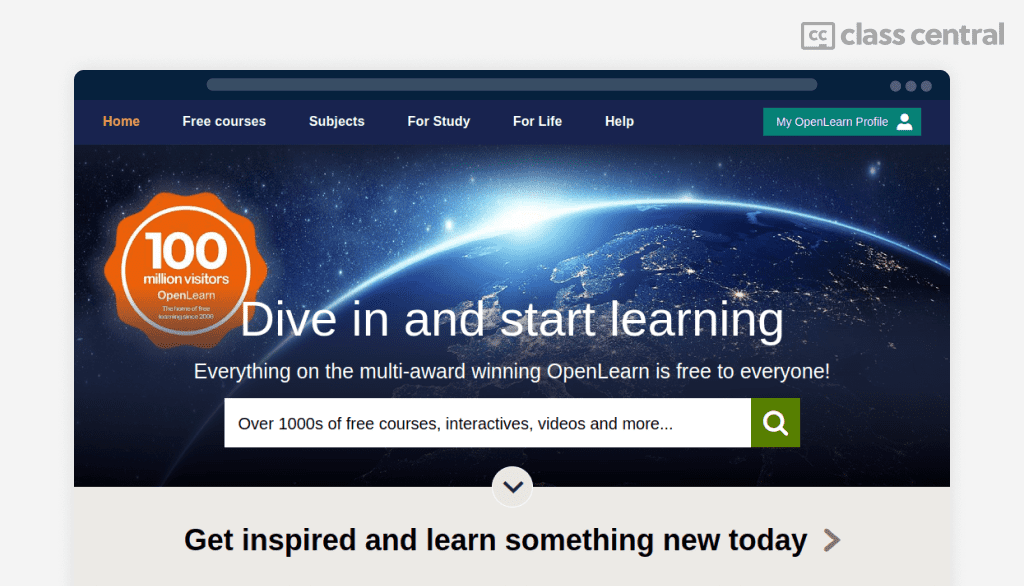 cc class central
Home Free courses Subjects For Study For Life Help My OpenLearn Profile
100
million visitors
OpenLearn
The home of free
learning since 2006
Dive in and start learning
Everything on the multi-award winning OpenLearn is free to everyone!
Over 1000s of free courses, interactives, videos and more...
Get inspired and learn something new today